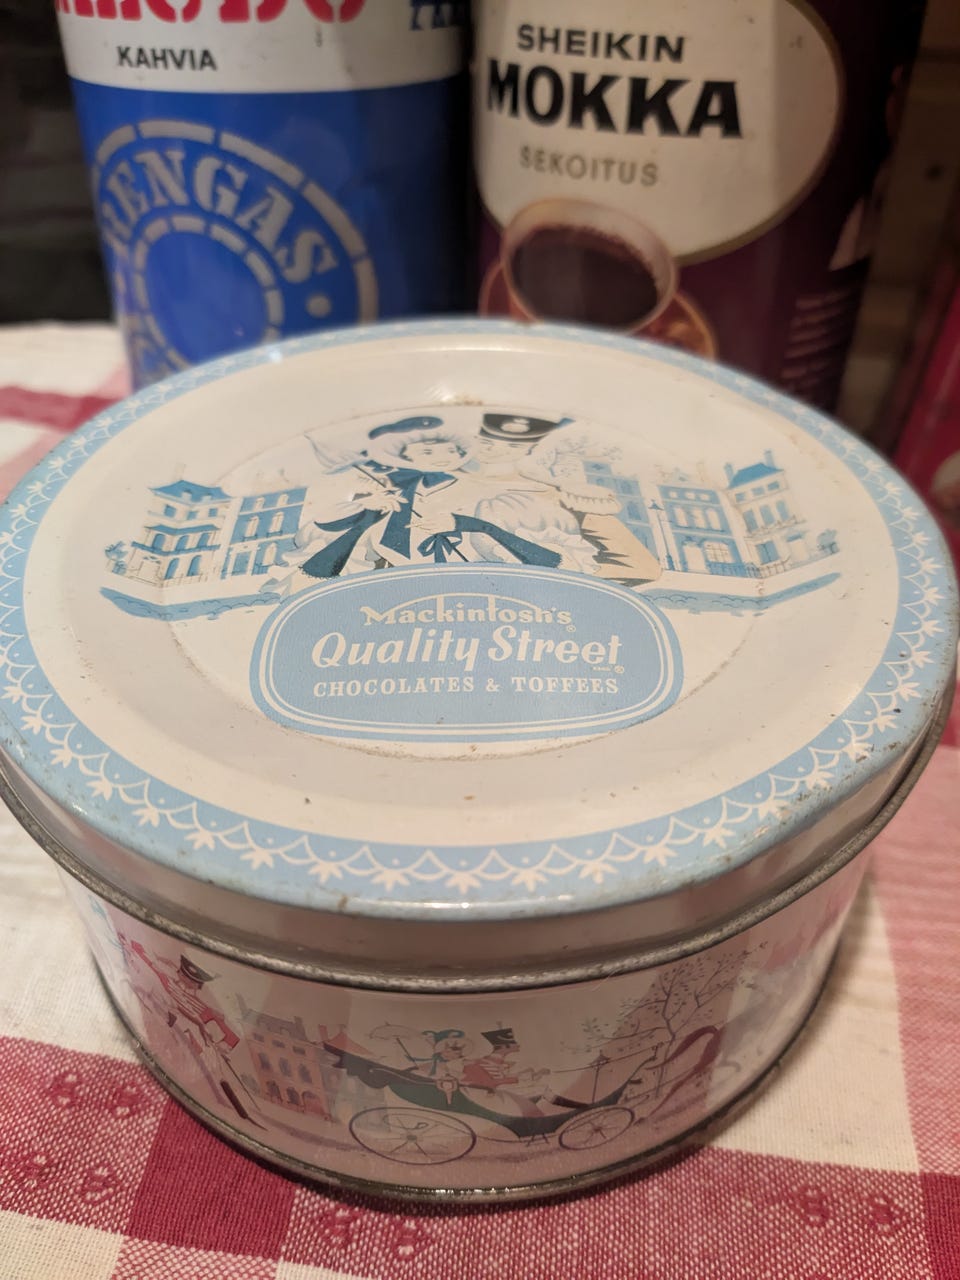 KAHVIA
RENGAS
SHEIKIN
MOKKA
SEKOITUS
Mackintosh's
®
Quality Street
®
CHOCOLATES & TOFFEES